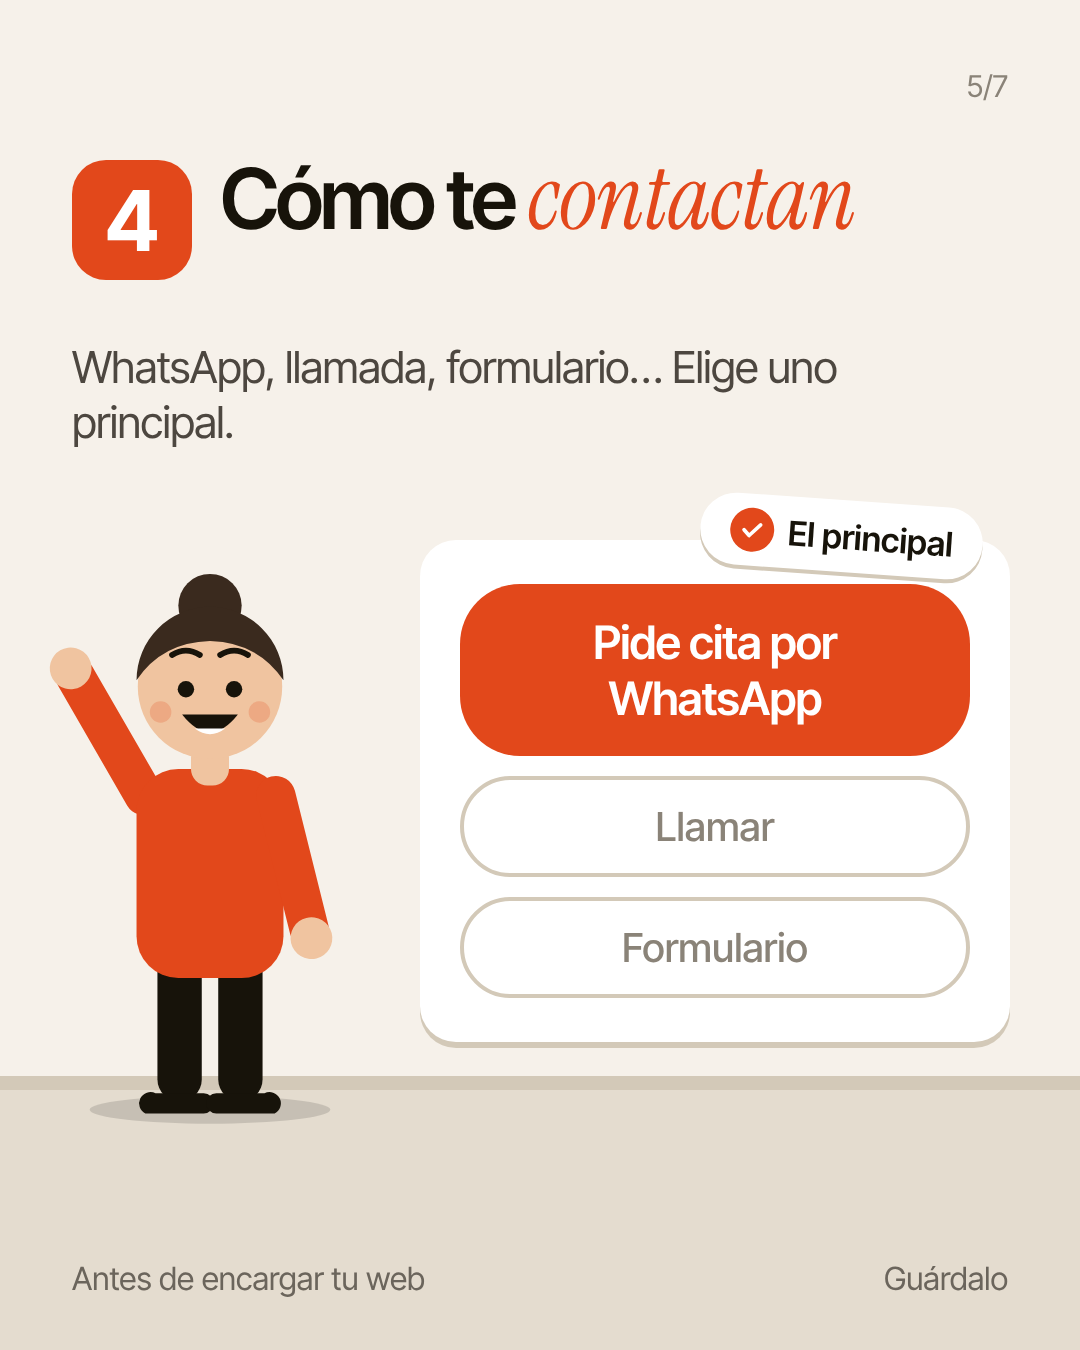 5/7
4
Cómo te contactan
WhatsApp, llamada, formulario... Elige uno
principal.
El principal
Pide cita por
WhatsApp
Llamar
Formulario
Antes de encargar tu web
Guárdalo